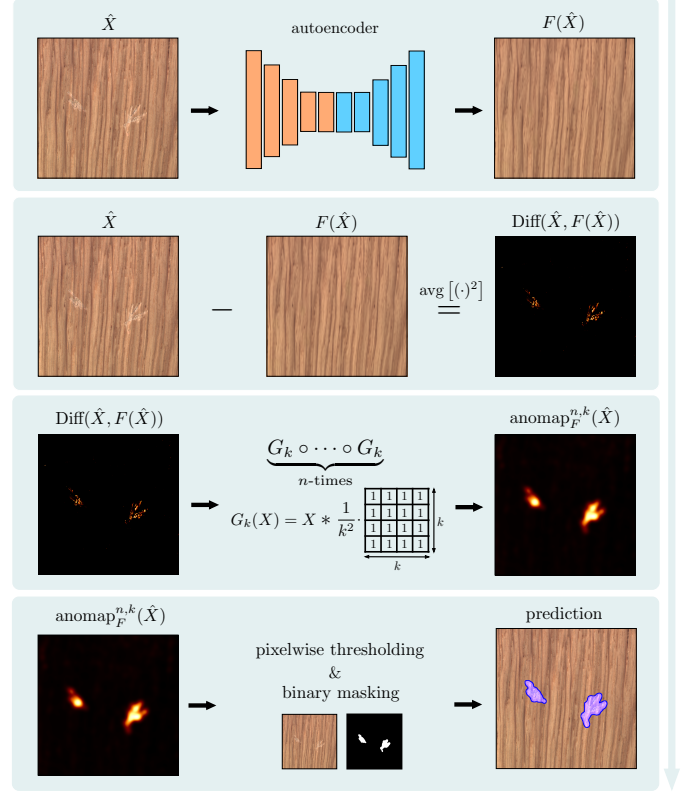 X̂
autoencoder
F(X̂)
X̂
F(X̂)
avg [(·)²]
=
Diff(X̂, F(X̂))
−
Diff(X̂, F(X̂))
G_k ∘ ⋯ ∘ G_k
n-times
G_k(X) = X ∗ 1/k² ·
1 1 1 1
1 1 1 1
1 1 1 1
1 1 1 1
k
k
anomap_F^{n,k}(X̂)
anomap_F^{n,k}(X̂)
pixelwise thresholding
&
binary masking
prediction